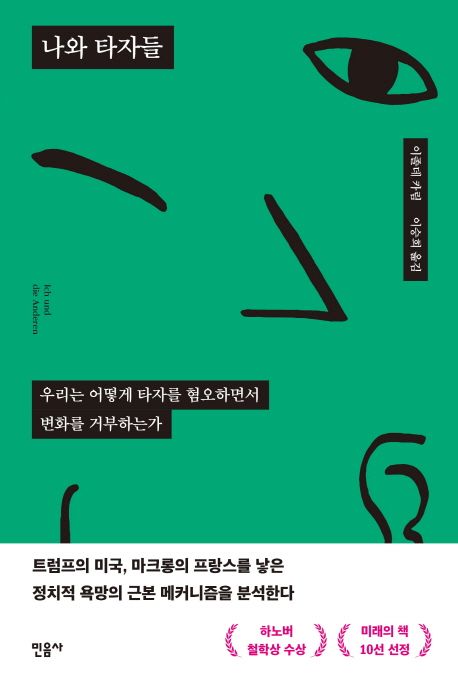 나와 타자들
이졸데 카림 이승희 옮김
Ich und
die Anderen
우리는 어떻게 타자를 혐오하면서
변화를 거부하는가
트럼프의 미국, 마크롱의 프랑스를 낳은
정치적 욕망의 근본 메커니즘을 분석한다
하노버
철학상 수상
미래의 책
10선 선정
민음사